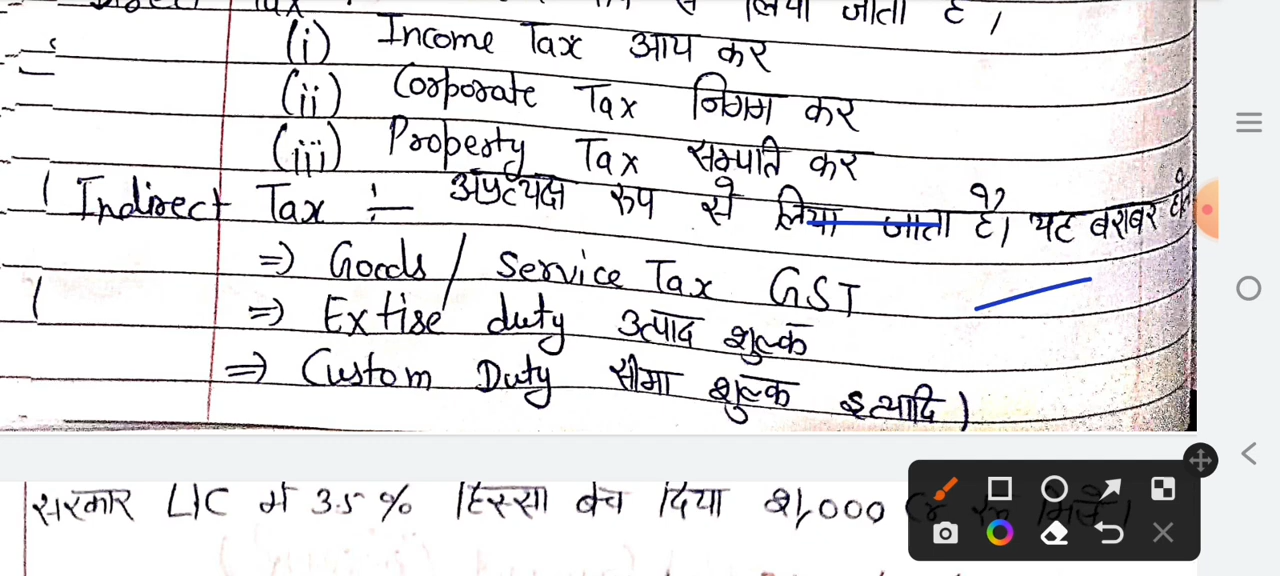 Tax : से लिया जाता है,
(i) Income Tax आय कर
(ii) Corporate Tax निगम कर
(iii) Property Tax सम्पति कर
Indirect Tax :- अप्रत्यक्ष रुप से लिया जाता है, यह बराबर
=> Goods / Service Tax GST
=> Extise duty उत्पाद शुल्क
=> Custom Duty सीमा शुल्क इत्यादि)
सरकार LIC में 3.5 % हिस्सा बेच दिया 21,000